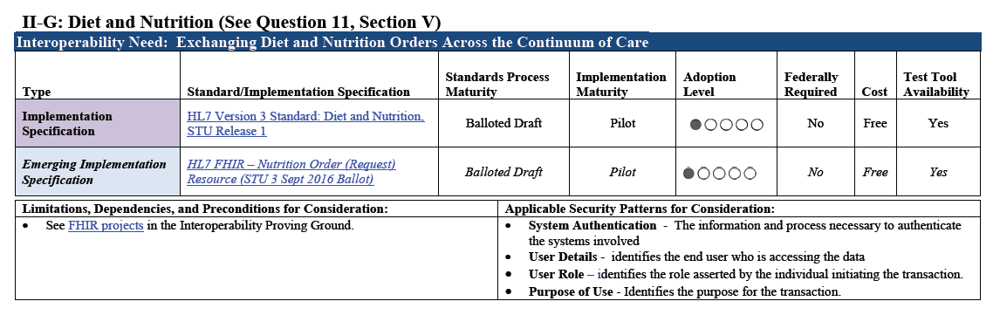 II-G: Diet and Nutrition (See Question 11, Section V)
Interoperability Need: Exchanging Diet and Nutrition Orders Across the Continuum of Care
Type
Standard/Implementation Specification
Standards Process
Maturity
Implementation
Maturity
Adoption
Level
Federally
Required
Cost
Test Tool
Availability
Implementation
Specification
HL7 Version 3 Standard: Diet and Nutrition,
STU Release 1
Balloted Draft
Pilot
No
Free
Yes
Emerging Implementation
Specification
HL7 FHIR – Nutrition Order (Request)
Resource (STU 3 Sept 2016 Ballot)
Balloted Draft
Pilot
No
Free
Yes
Limitations, Dependencies, and Preconditions for Consideration:
• See FHIR projects in the Interoperability Proving Ground.
Applicable Security Patterns for Consideration:
• System Authentication - The information and process necessary to authenticate
the systems involved
• User Details - identifies the end user who is accessing the data
• User Role – identifies the role asserted by the individual initiating the transaction.
• Purpose of Use - Identifies the purpose for the transaction.